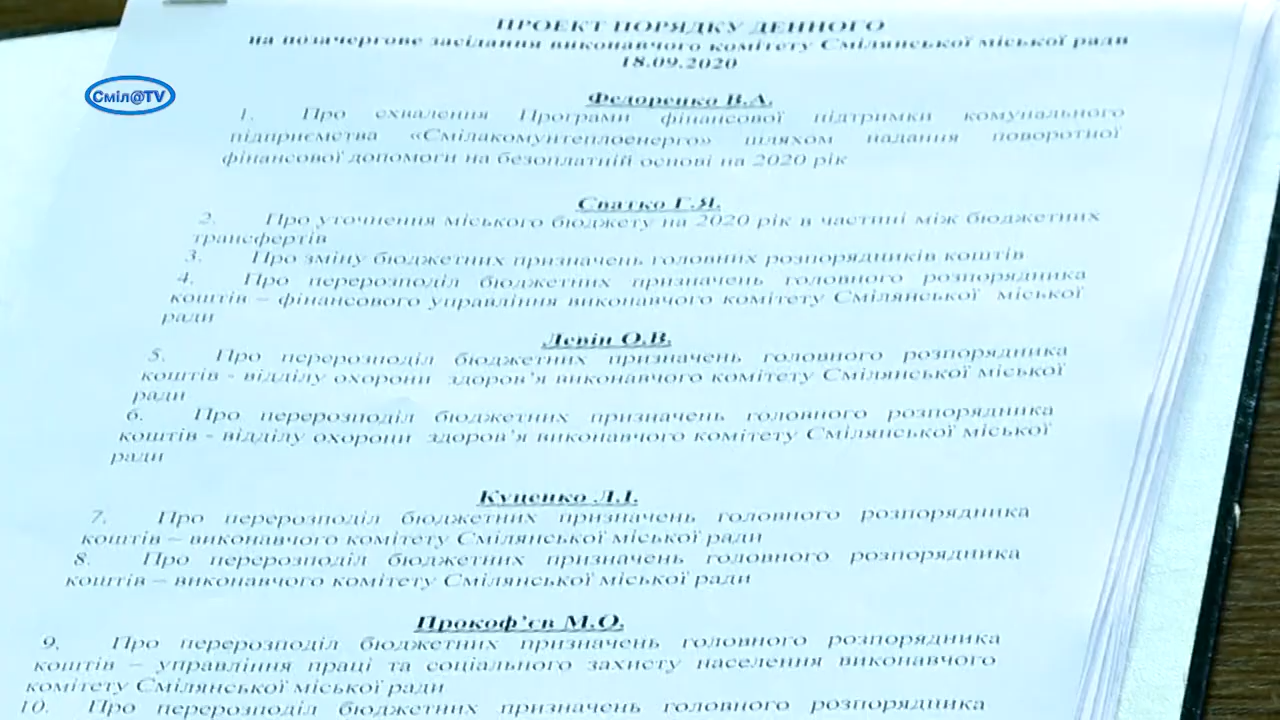 ПРОЕКТ ПОРЯДКУ ДЕННОГО
на позачергове засідання виконавчого комітету Смілянської міської ради
18.09.2020
Сміл@TV
Федоренко В.А.
1. Про схвалення Програми фінансової підтримки комунального
підприємства «Смілакомунтеплоенерго» шляхом надання поворотної
фінансової допомоги на безоплатній основі на 2020 рік
Сватко Г.Я.
2. Про уточнення міського бюджету на 2020 рік в частині між бюджетних
трансфертів
3. Про зміну бюджетних призначень головних розпорядників коштів
4. Про перерозподіл бюджетних призначень головного розпорядника
коштів – фінансового управління виконавчого комітету Смілянської міської
ради
Левін О.В.
5. Про перерозподіл бюджетних призначень головного розпорядника
коштів - відділу охорони здоров’я виконавчого комітету Смілянської міської
ради
6. Про перерозподіл бюджетних призначень головного розпорядника
коштів - відділу охорони здоров’я виконавчого комітету Смілянської міської
ради
Куценко Л.І.
7. Про перерозподіл бюджетних призначень головного розпорядника
коштів – виконавчого комітету Смілянської міської ради
8. Про перерозподіл бюджетних призначень головного розпорядника
коштів – виконавчого комітету Смілянської міської ради
Прокоф’єв М.О.
9. Про перерозподіл бюджетних призначень головного розпорядника
коштів – управління праці та соціального захисту населення виконавчого
комітету Смілянської міської ради
10. Про перерозподіл бюджетних призначень головного розпорядника